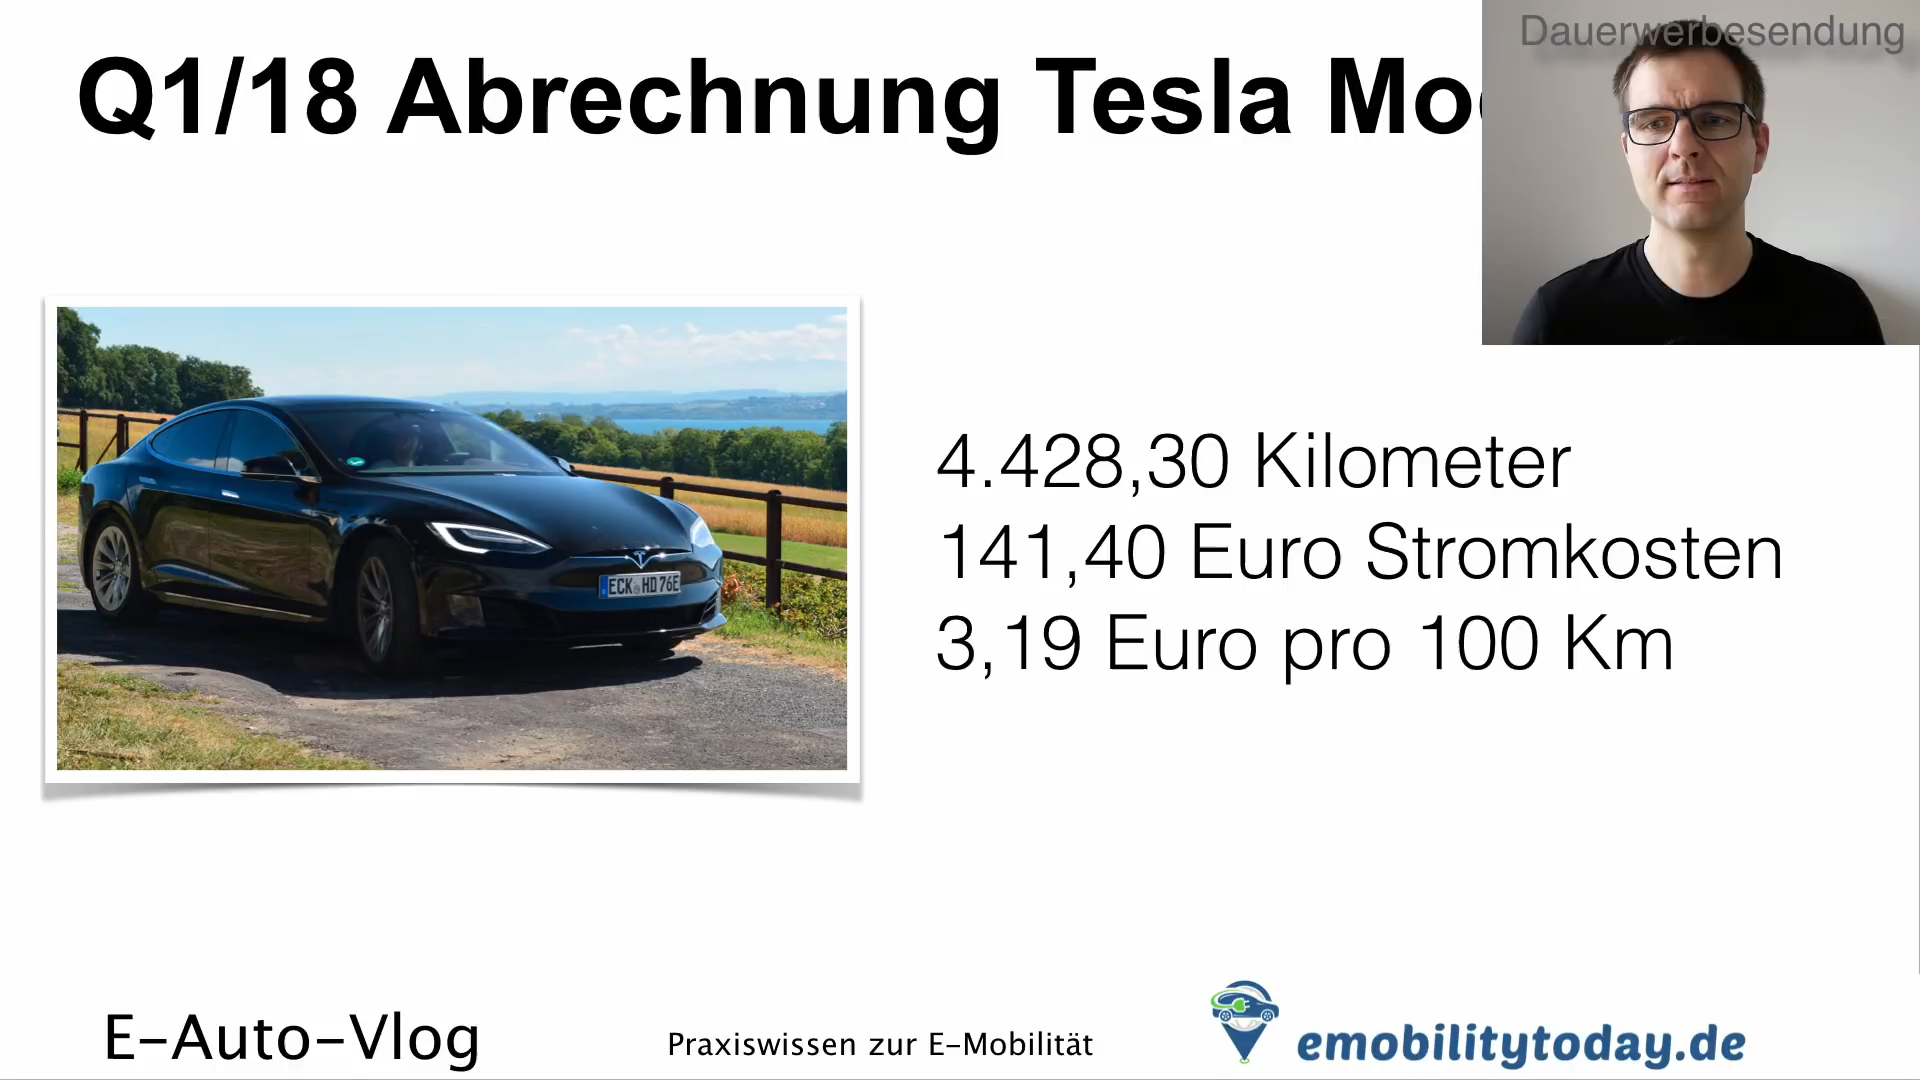 Q1/18 Abrechnung Tesla Mo
Dauerwerbesendung
ECK HD 76E
4.428,30 Kilometer
141,40 Euro Stromkosten
3,19 Euro pro 100 Km
E-Auto-Vlog
Praxiswissen zur E-Mobilität
emobilitytoday.de